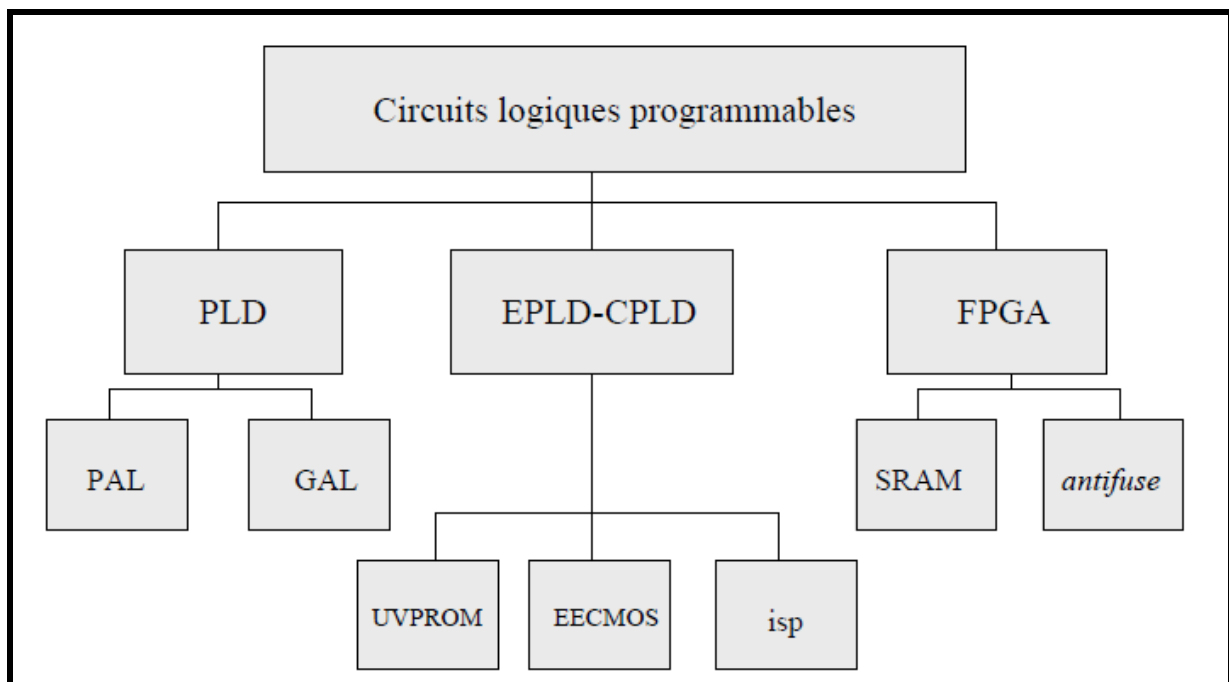 Circuits logiques programmables
PLD
EPLD-CPLD
FPGA
PAL
GAL
SRAM
antifuse
UVPROM
EECMOS
isp